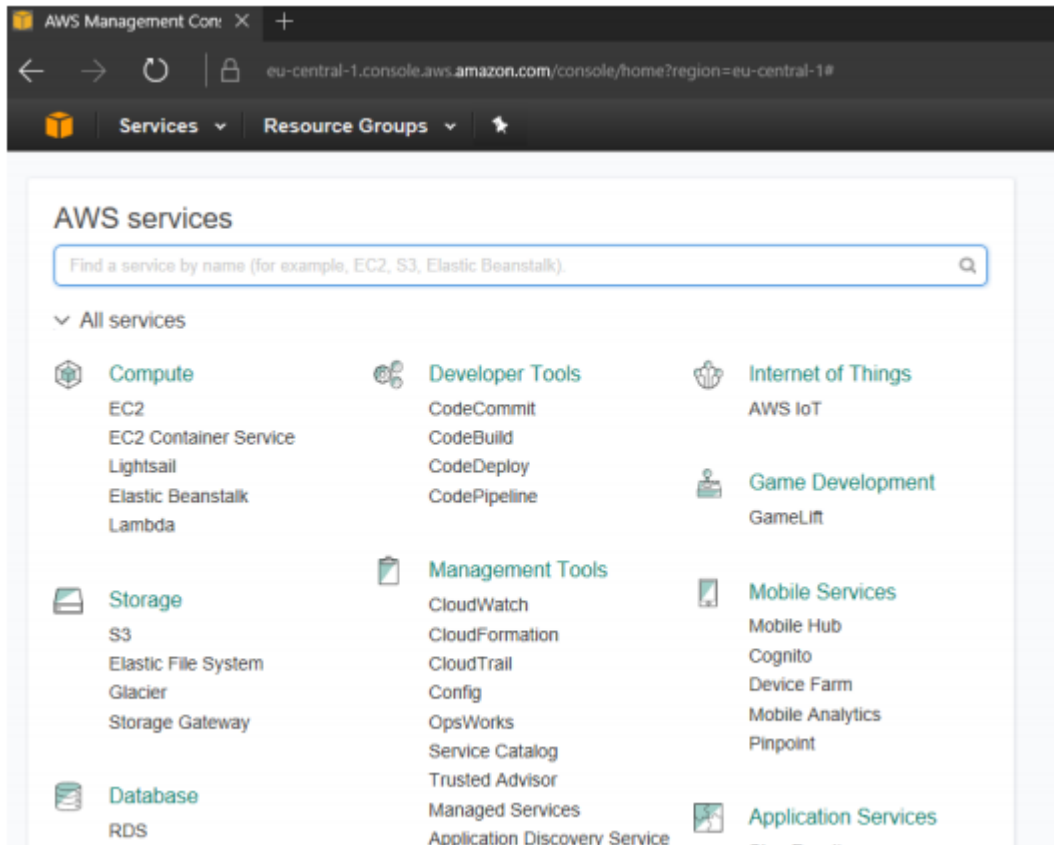 AWS Management Con:
eu-central-1.console.aws.amazon.com/console/home?region=eu-central-1#
Services
Resource Groups
AWS services
Find a service by name (for example, EC2, S3, Elastic Beanstalk).
All services
Compute
EC2
EC2 Container Service
Lightsail
Elastic Beanstalk
Lambda
Storage
S3
Elastic File System
Glacier
Storage Gateway
Database
RDS
Developer Tools
CodeCommit
CodeBuild
CodeDeploy
CodePipeline
Management Tools
CloudWatch
CloudFormation
CloudTrail
Config
OpsWorks
Service Catalog
Trusted Advisor
Managed Services
Application Discovery Service
Internet of Things
AWS IoT
Game Development
GameLift
Mobile Services
Mobile Hub
Cognito
Device Farm
Mobile Analytics
Pinpoint
Application Services